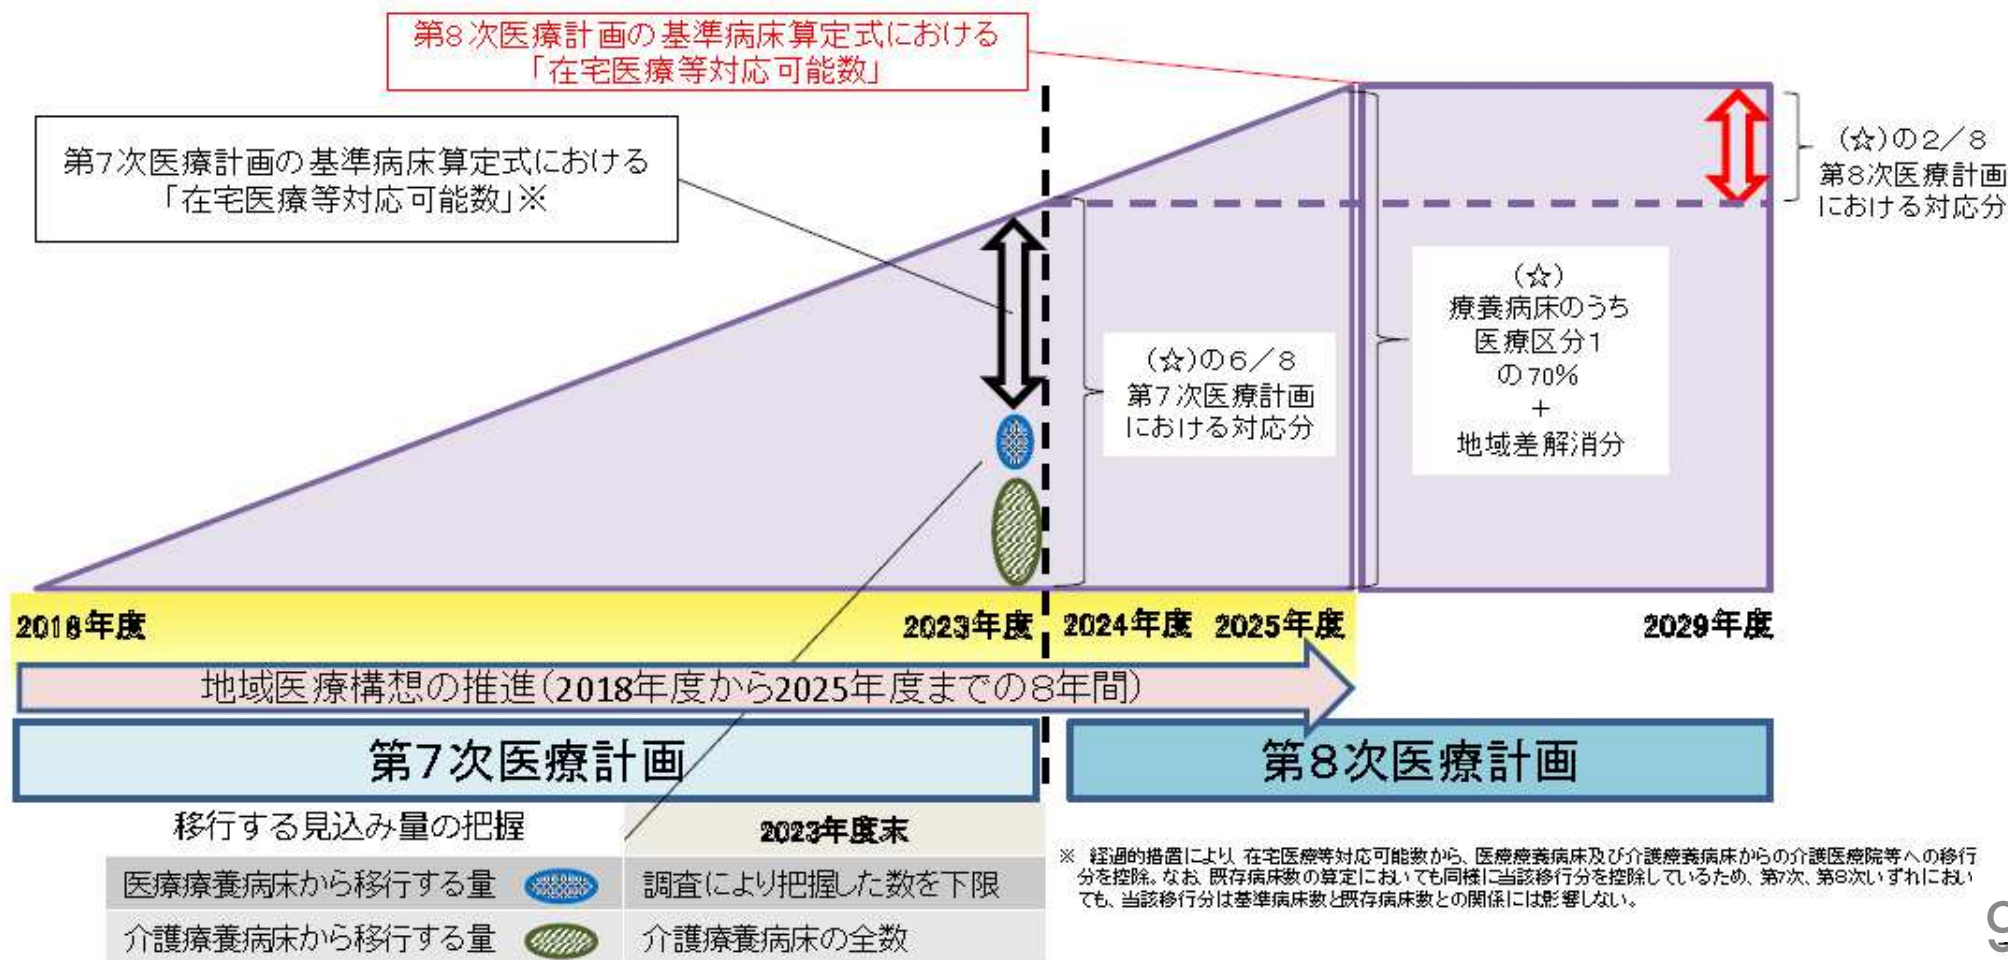 第8次医療計画の基準病床算定式における
「在宅医療等対応可能数」
第7次医療計画の基準病床算定式における
「在宅医療等対応可能数」※
(☆)の2／8
第8次医療計画
における対応分
(☆)
療養病床のうち
医療区分1
の70%
+
地域差解消分
(☆)の6／8
第7次医療計画
における対応分
2018年度
2023年度
2024年度
2025年度
2029年度
地域医療構想の推進(2018年度から2025年度までの8年間)
第7次医療計画
第8次医療計画
移行する見込み量の把握
2023年度末
医療療養病床から移行する量
調査により把握した数を下限
介護療養病床から移行する量
介護療養病床の全数
※ 経過的措置により、在宅医療等対応可能数から、医療療養病床及び介護療養病床からの介護医療院等への移行
分を控除。なお、既存病床数の算定においても同様に当該移行分を控除しているため、第7次、第8次いずれにおい
ても、当該移行分は基準病床数と既存病床数との関係には影響しない。
9